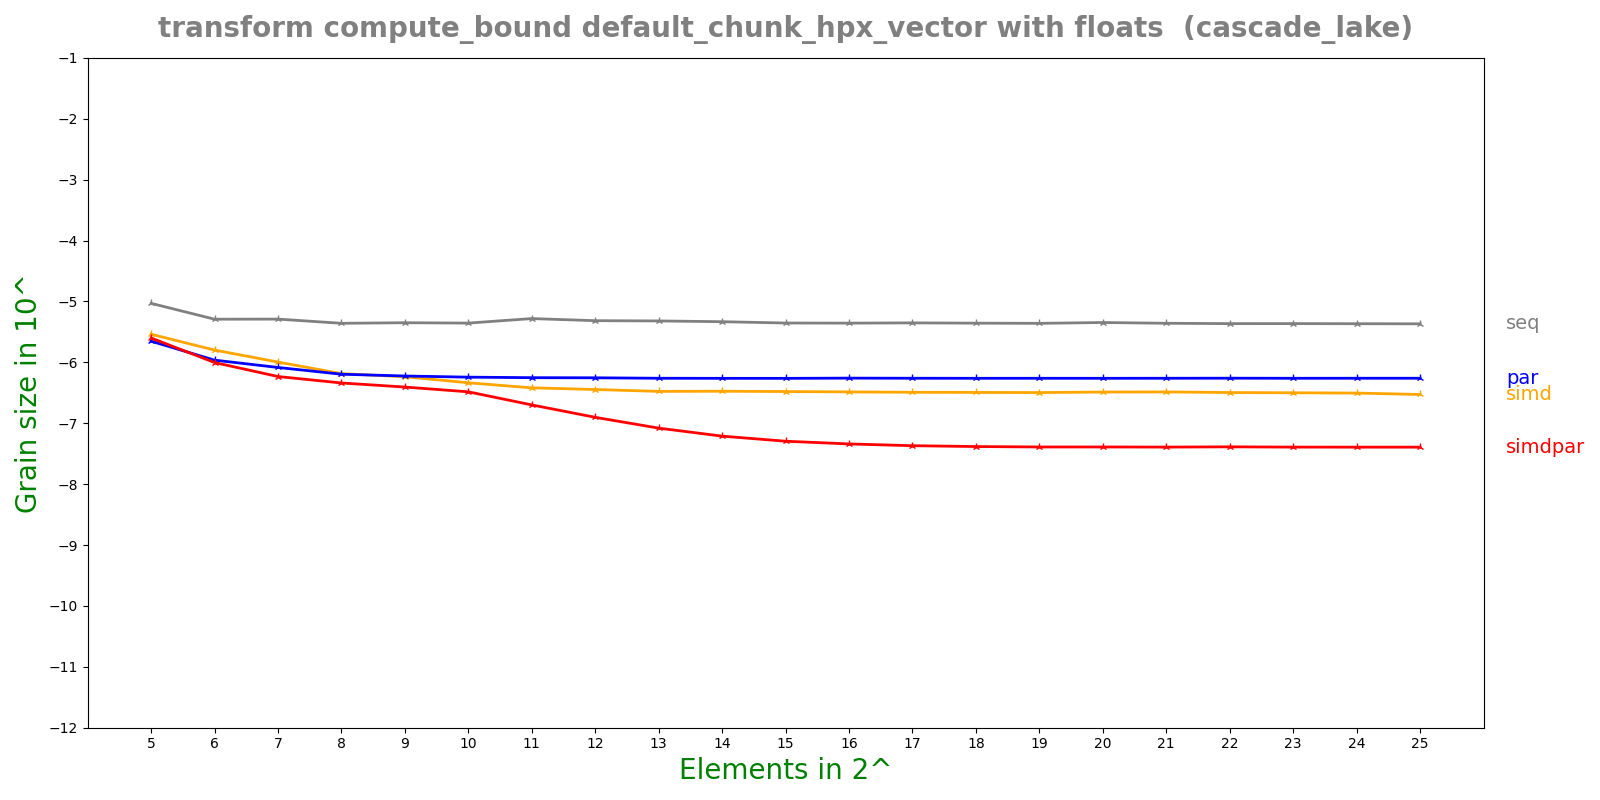 transform compute_bound default_chunk_hpx_vector with floats  (cascade_lake)
Grain size in 10^
−1
−2
−3
−4
−5
−6
−7
−8
−9
−10
−11
−12
seq
par
simd
simdpar
5 6 7 8 9 10 11 12 13 14 15 16 17 18 19 20 21 22 23 24 25
Elements in 2^